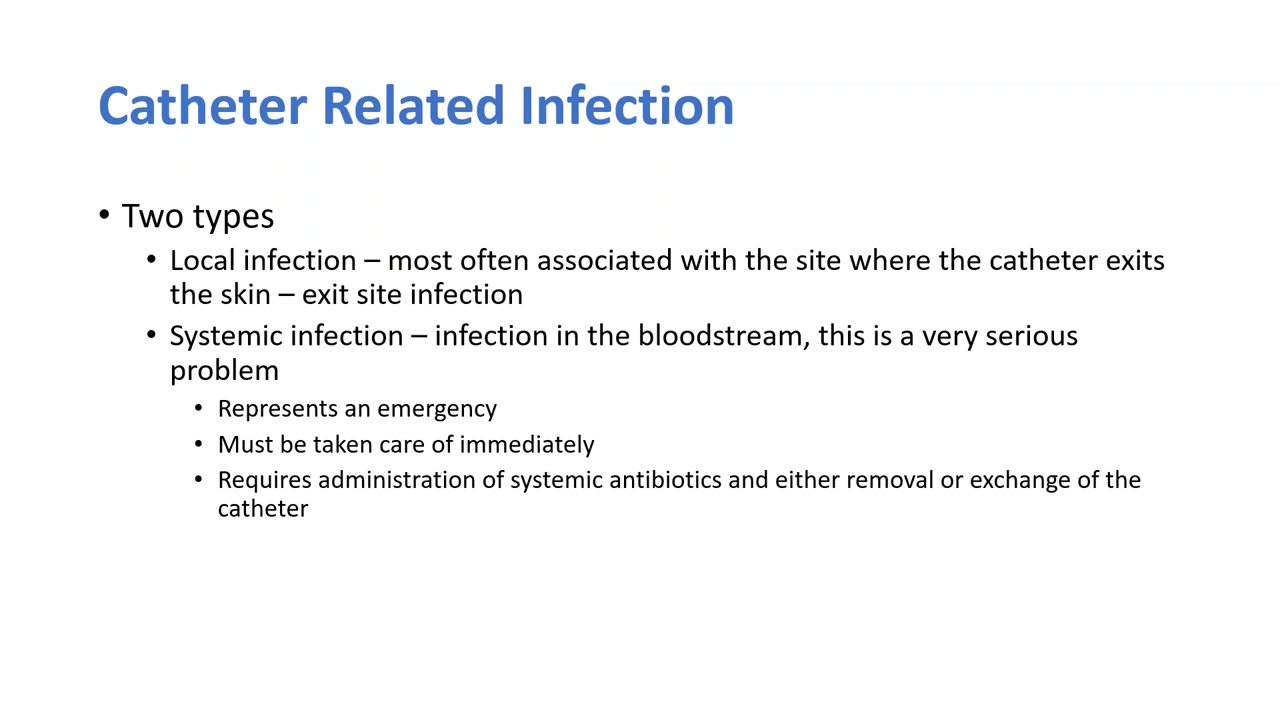 Catheter Related Infection
• Two types
• Local infection – most often associated with the site where the catheter exits
the skin – exit site infection
• Systemic infection – infection in the bloodstream, this is a very serious
problem
• Represents an emergency
• Must be taken care of immediately
• Requires administration of systemic antibiotics and either removal or exchange of the
catheter